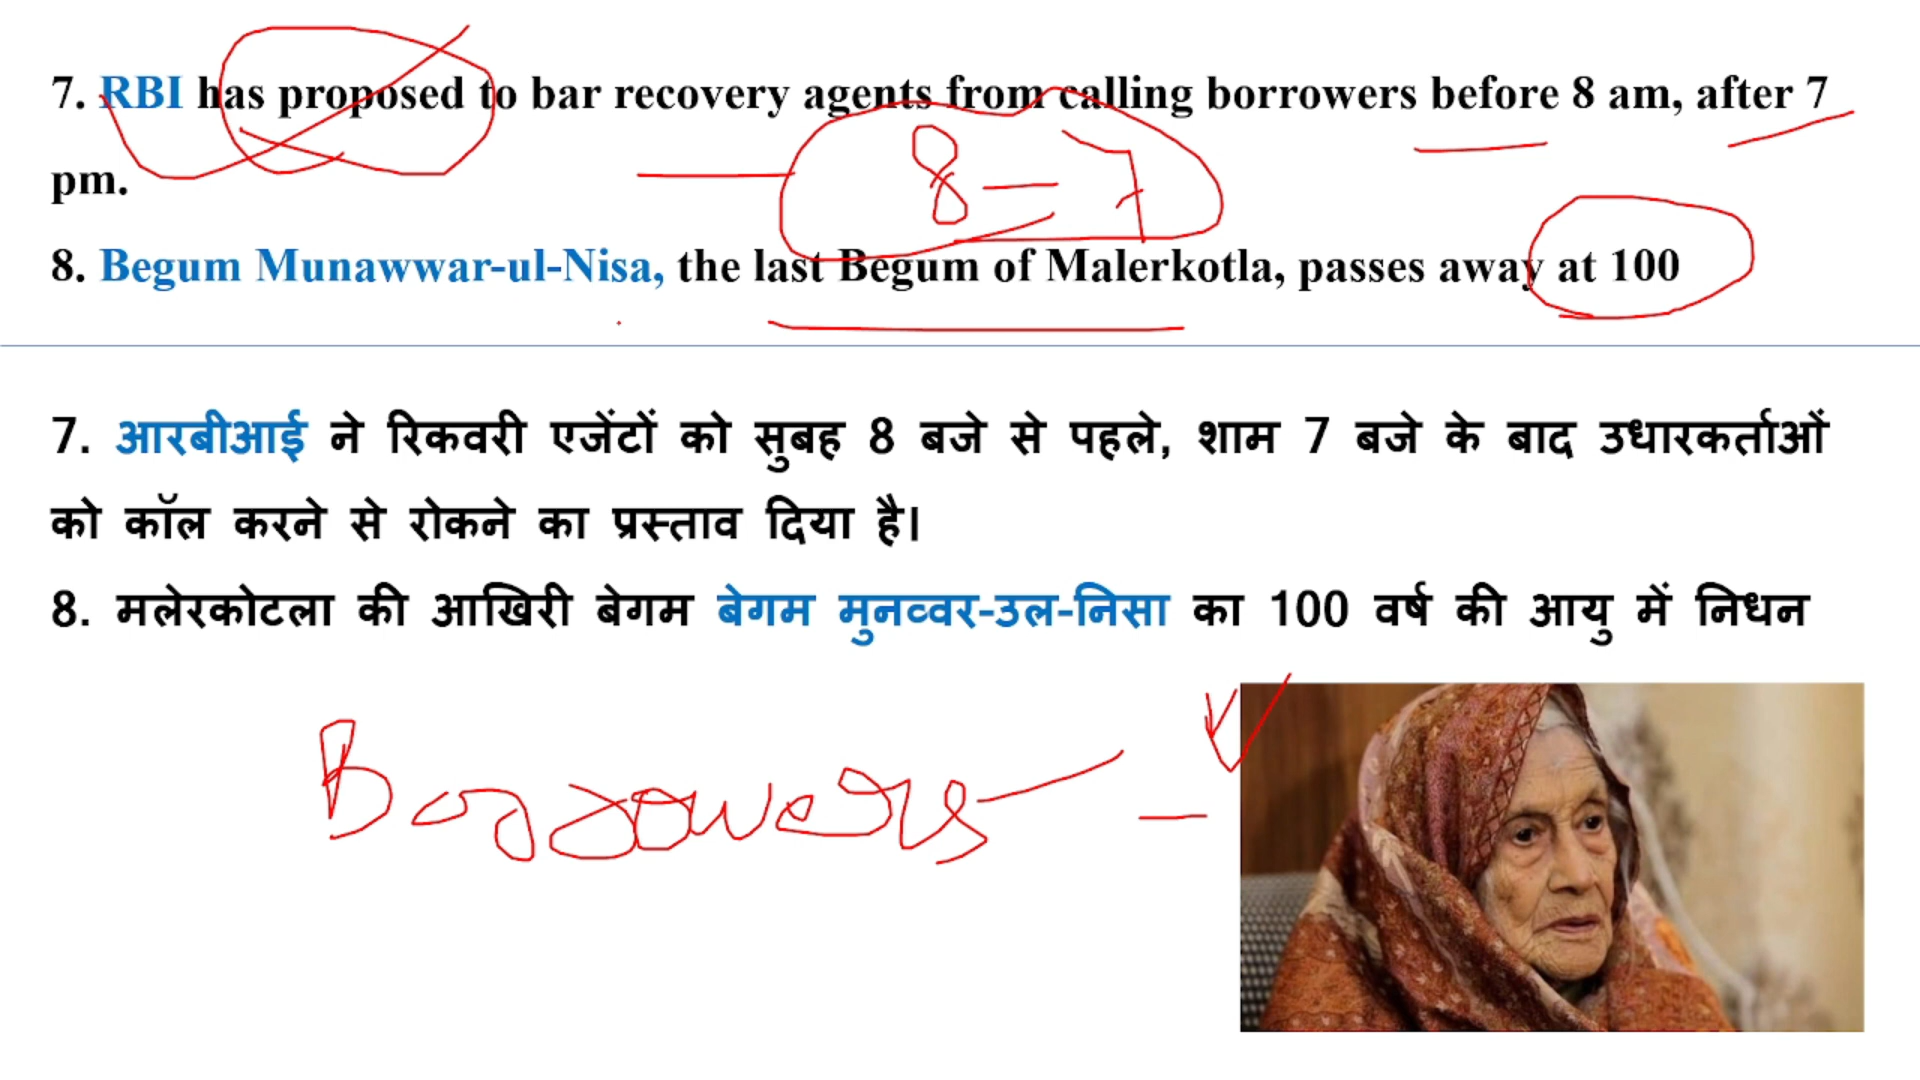 7. RBI has proposed to bar recovery agents from calling borrowers before 8 am, after 7
pm.
8 – 7
8. Begum Munawwar-ul-Nisa, the last Begum of Malerkotla, passes away at 100
7. आरबीआई ने रिकवरी एजेंटों को सुबह 8 बजे से पहले, शाम 7 बजे के बाद उधारकर्ताओं
को कॉल करने से रोकने का प्रस्ताव दिया है।
8. मलेरकोटला की आखिरी बेगम बेगम मुनव्वर-उल-निसा का 100 वर्ष की आयु में निधन
Borrowers